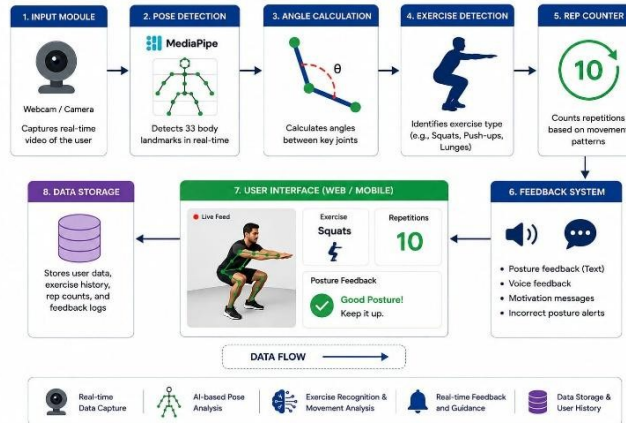 1. INPUT MODULE
Webcam / Camera
Captures real-time
video of the user
2. POSE DETECTION
MediaPipe
Detects 33 body
landmarks in real-time
3. ANGLE CALCULATION
θ
Calculates angles
between key joints
4. EXERCISE DETECTION
Identifies exercise type
(e.g., Squats, Push-ups,
Lunges)
5. REP COUNTER
10
Counts repetitions
based on movement
patterns
8. DATA STORAGE
Stores user data,
exercise history,
rep counts, and
feedback logs
7. USER INTERFACE (WEB / MOBILE)
Live Feed
Exercise
Squats
Repetitions
10
Posture Feedback
Good Posture!
Keep it up.
6. FEEDBACK SYSTEM
• Posture feedback (Text)
• Voice feedback
• Motivation messages
• Incorrect posture alerts
DATA FLOW
Real-time
Data Capture
AI-based Pose
Analysis
Exercise Recognition &
Movement Analysis
Real-time Feedback
and Guidance
Data Storage &
User History